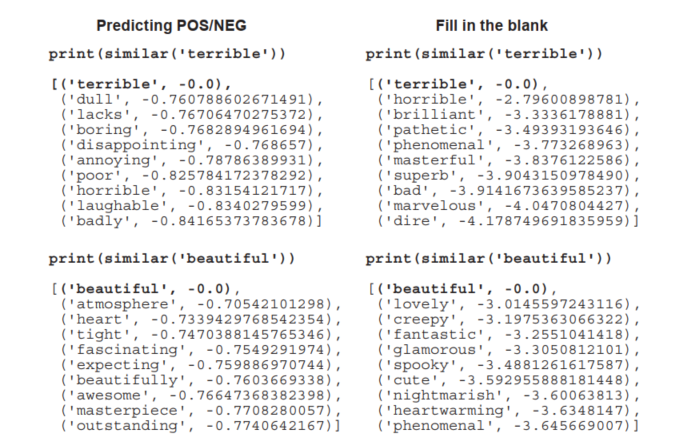 Predicting POS/NEG
print(similar('terrible'))
[('terrible', -0.0),
('dull', -0.760788602671491),
('lacks', -0.76706470275372),
('boring', -0.7682894961694),
('disappointing', -0.768657),
('annoying', -0.78786389931),
('poor', -0.825784172378292),
('horrible', -0.83154121717),
('laughable', -0.8340279599),
('badly', -0.84165373783678)]
print(similar('beautiful'))
[('beautiful', -0.0),
('atmosphere', -0.70542101298),
('heart', -0.7339429768542354),
('tight', -0.7470388145765346),
('fascinating', -0.7549291974),
('expecting', -0.759886970744),
('beautifully', -0.7603669338),
('awesome', -0.76647368382398),
('masterpiece', -0.7708280057),
('outstanding', -0.7740642167)]
Fill in the blank
print(similar('terrible'))
[('terrible', -0.0),
('horrible', -2.79600898781),
('brilliant', -3.3336178881),
('pathetic', -3.49393193646),
('phenomenal', -3.773268963),
('masterful', -3.8376122586),
('superb', -3.9043150978490),
('bad', -3.9141673639585237),
('marvelous', -4.0470804427),
('dire', -4.178749691835959)]
print(similar('beautiful'))
[('beautiful', -0.0),
('lovely', -3.0145597243116),
('creepy', -3.1975363066322),
('fantastic', -3.2551041418),
('glamorous', -3.3050812101),
('spooky', -3.4881261617587),
('cute', -3.592955888181448),
('nightmarish', -3.60063813),
('heartwarming', -3.6348147),
('phenomenal', -3.645669007)]